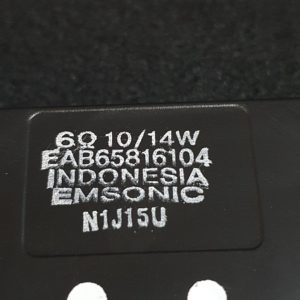 6Ω 10/14W
EAB65816104
INDONESIA
EMSONIC
N1J15U